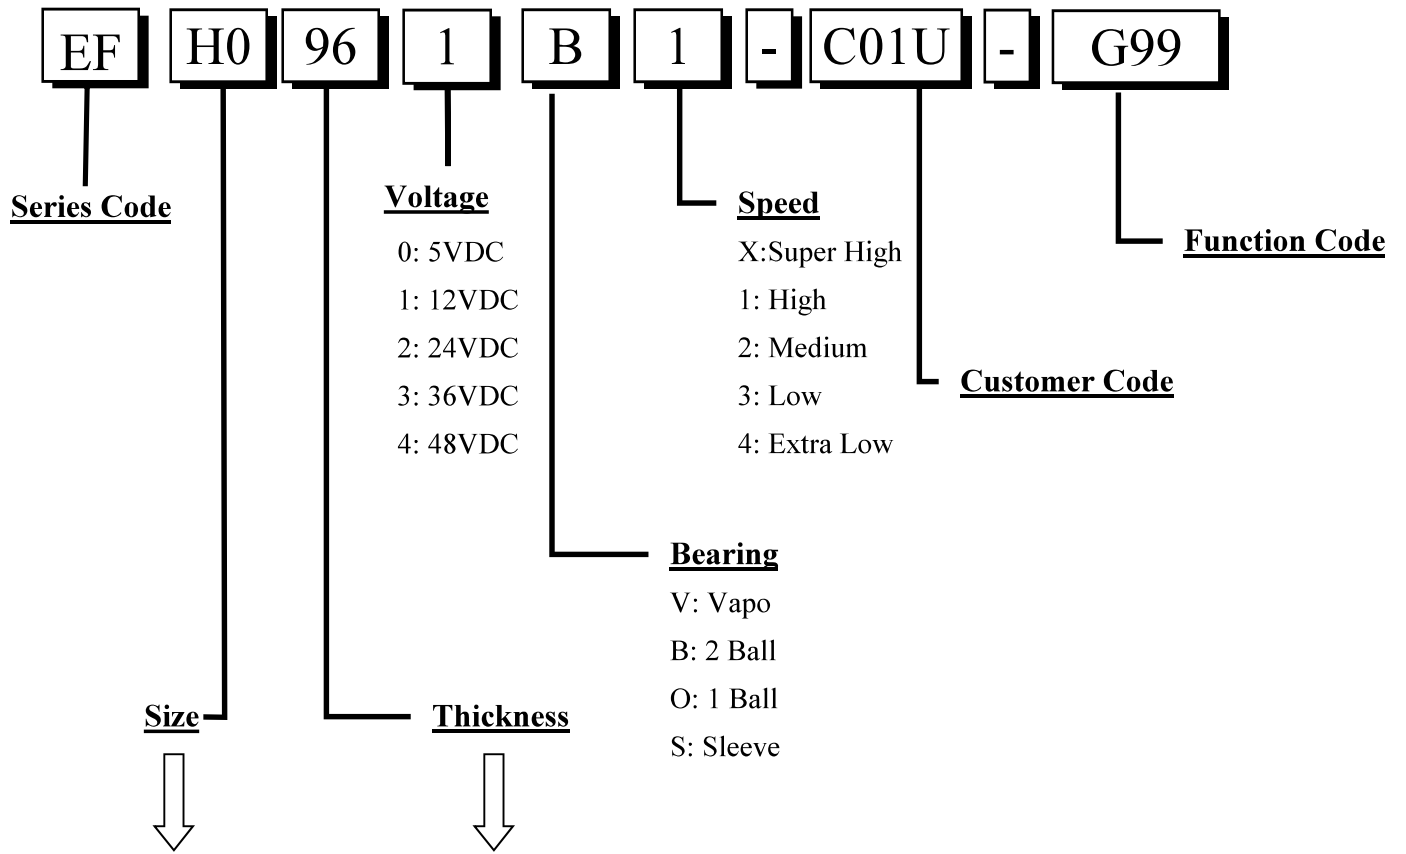 EF H0 96 1 B 1 - C01U - G99
Series Code
Voltage
0: 5VDC
1: 12VDC
2: 24VDC
3: 36VDC
4: 48VDC
Speed
X:Super High
1: High
2: Medium
3: Low
4: Extra Low
Function Code
Customer Code
Bearing
V: Vapo
B: 2 Ball
O: 1 Ball
S: Sleeve
Size
Thickness